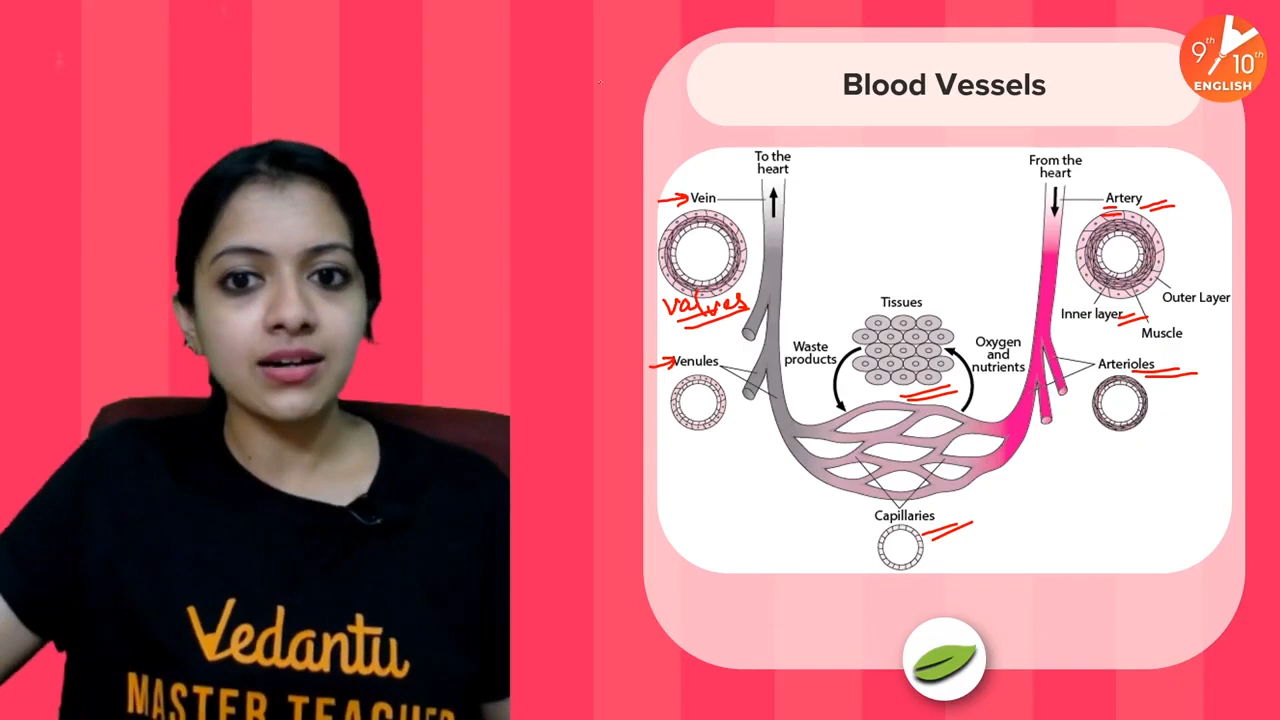 9th
10th
ENGLISH
Blood Vessels
To the
heart
From the
heart
Vein
Artery
valves
Outer Layer
Inner layer
Muscle
Tissues
Waste
products
Oxygen
and
nutrients
Venules
Arterioles
Capillaries
Vedantu
MASTER TEACHER